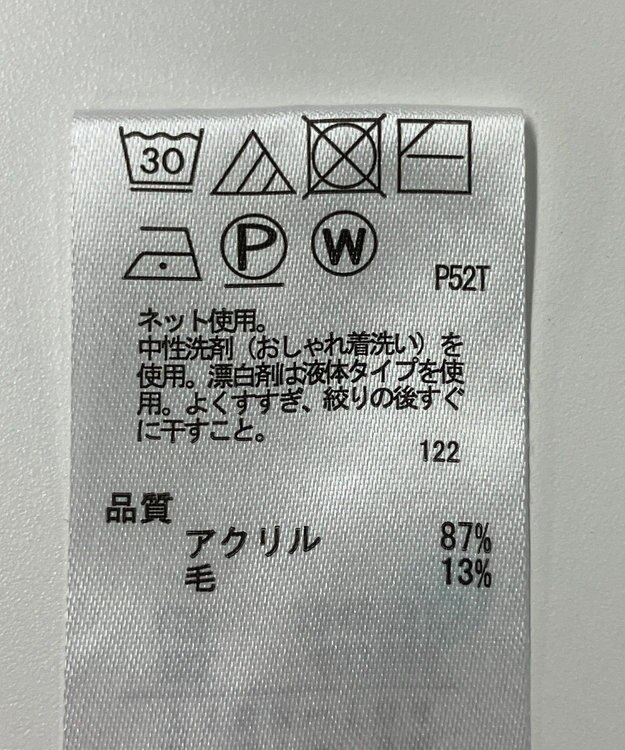 30
P W
P52T
ネット使用。
中性洗剤（おしゃれ着洗い）を
使用。漂白剤は液体タイプを使
用。よくすすぎ、絞りの後すぐ
に干すこと。
122
品質
アクリル 87%
毛 13%